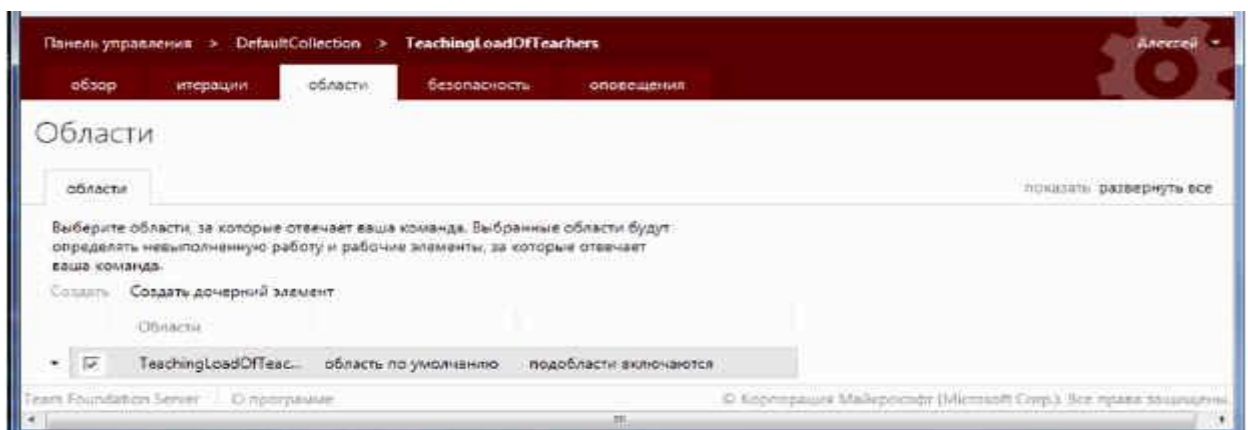 Панель управления > DefaultCollection > TeachingLoadOfTeachers Алексей
обзор итерации области безопасность оповещения
Области
области показать развернуть все
Выберите области, за которые отвечает ваша команда. Выбранные области будут
определять невыполненную работу и рабочие элементы, за которые отвечает
ваша команда.
Создать Создать дочерний элемент
Области
TeachingLoadOfTeac... область по умолчанию подобласти включаются
Team Foundation Server О программе © Корпорация Майкрософт (Microsoft Corp.). Все права защищены.